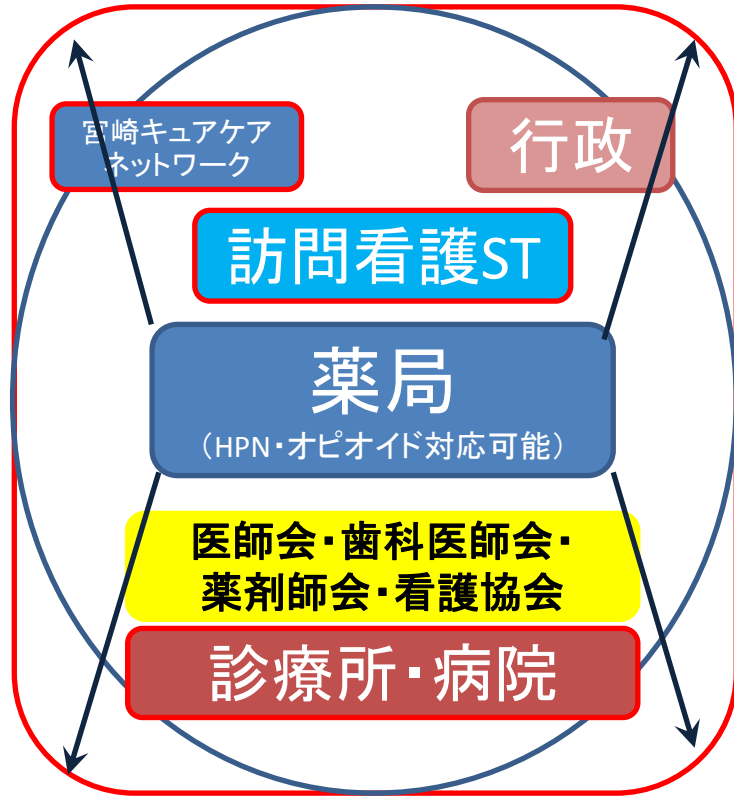 宮崎キュアケア
ネットワーク
行政
訪問看護ST
薬局
（HPN・オピオイド対応可能）
医師会・歯科医師会・
薬剤師会・看護協会
診療所・病院